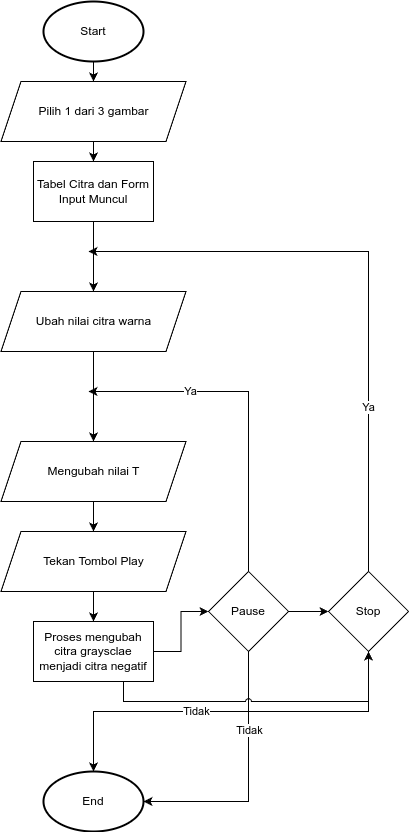 Start
Pilih 1 dari 3 gambar
Tabel Citra dan Form
Input Muncul
Ubah nilai citra warna
Ya
Ya
Mengubah nilai T
Tekan Tombol Play
Pause
Stop
Proses mengubah
citra graysclae
menjadi citra negatif
Tidak
Tidak
End